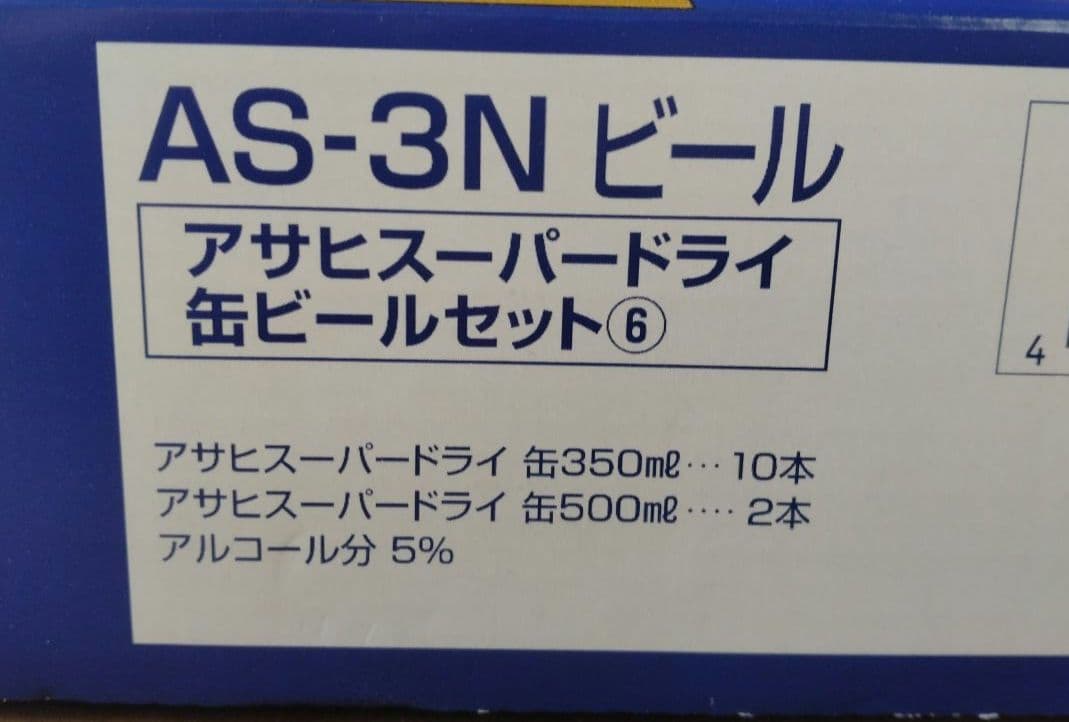 AS-3N ビール
アサヒスーパードライ
缶ビールセット⑥
アサヒスーパードライ 缶350㎖… 10本
アサヒスーパードライ 缶500㎖‥‥ 2本
アルコール分 5%
4